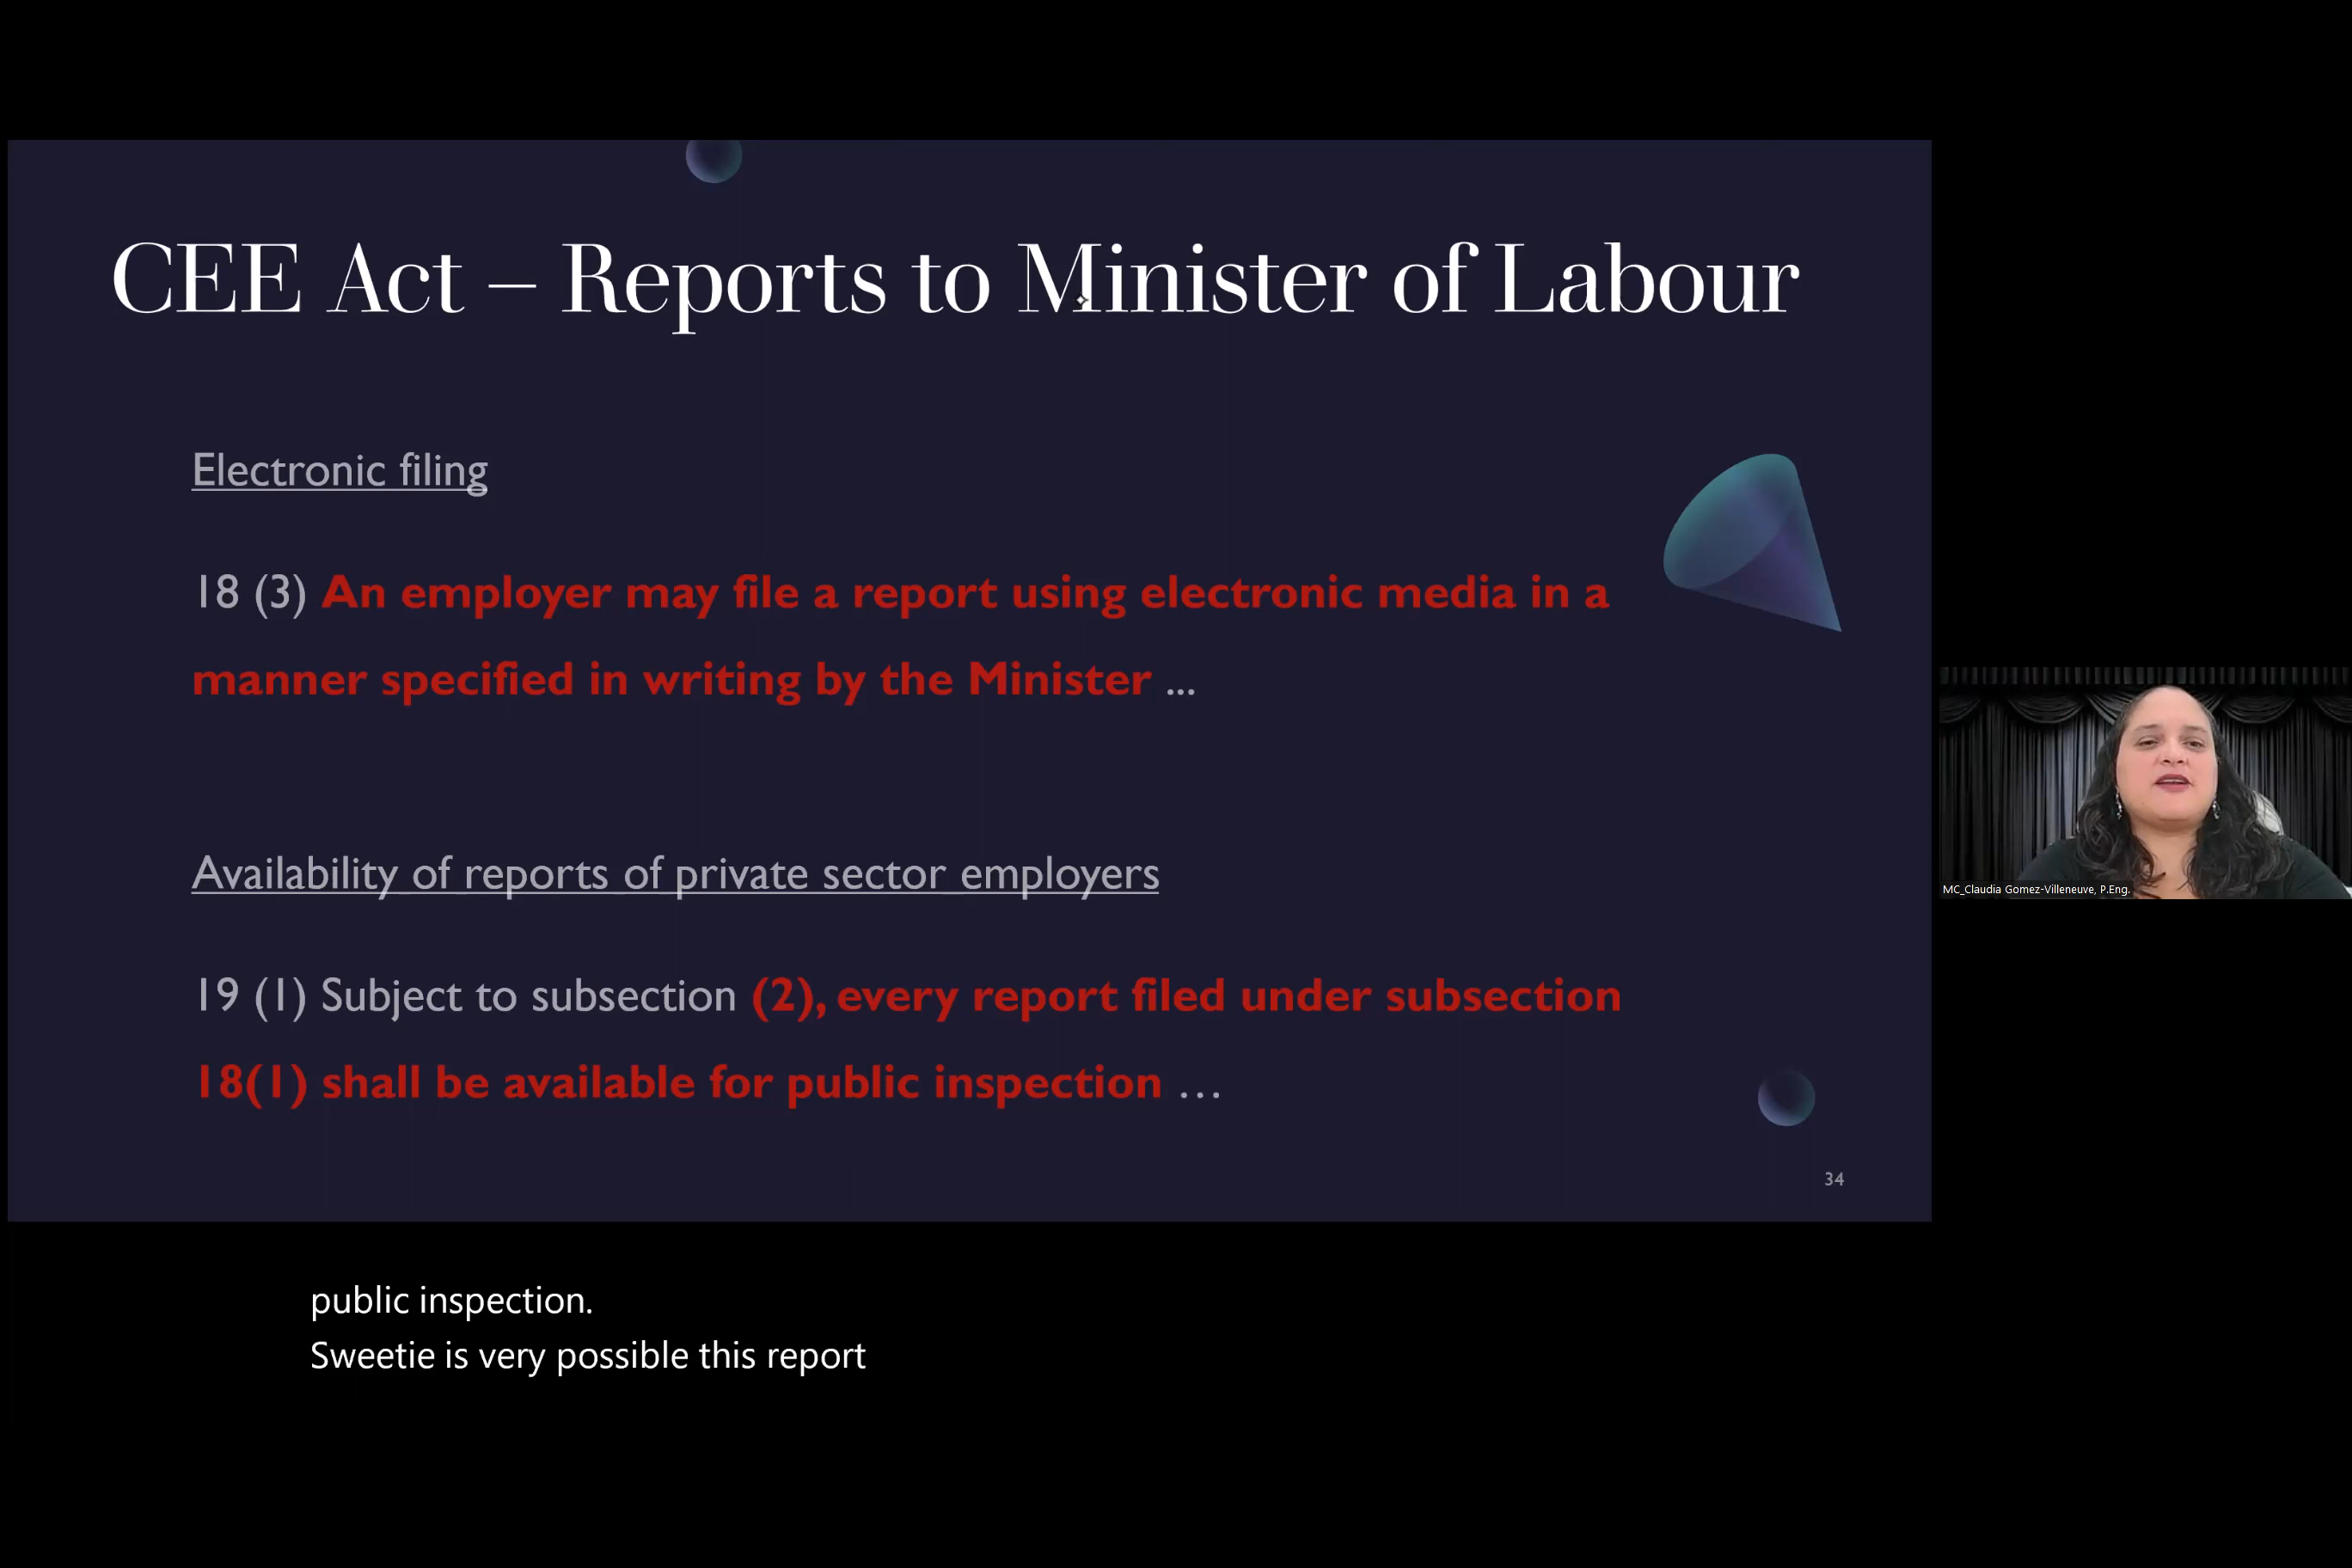 CEE Act – Reports to Minister of Labour
Electronic filing
18 (3) An employer may file a report using electronic media in a
manner specified in writing by the Minister ...
Availability of reports of private sector employers
19 (1) Subject to subsection (2), every report filed under subsection
18(1) shall be available for public inspection …
34
MC_Claudia Gomez-Villeneuve, P.Eng.
public inspection.
Sweetie is very possible this report